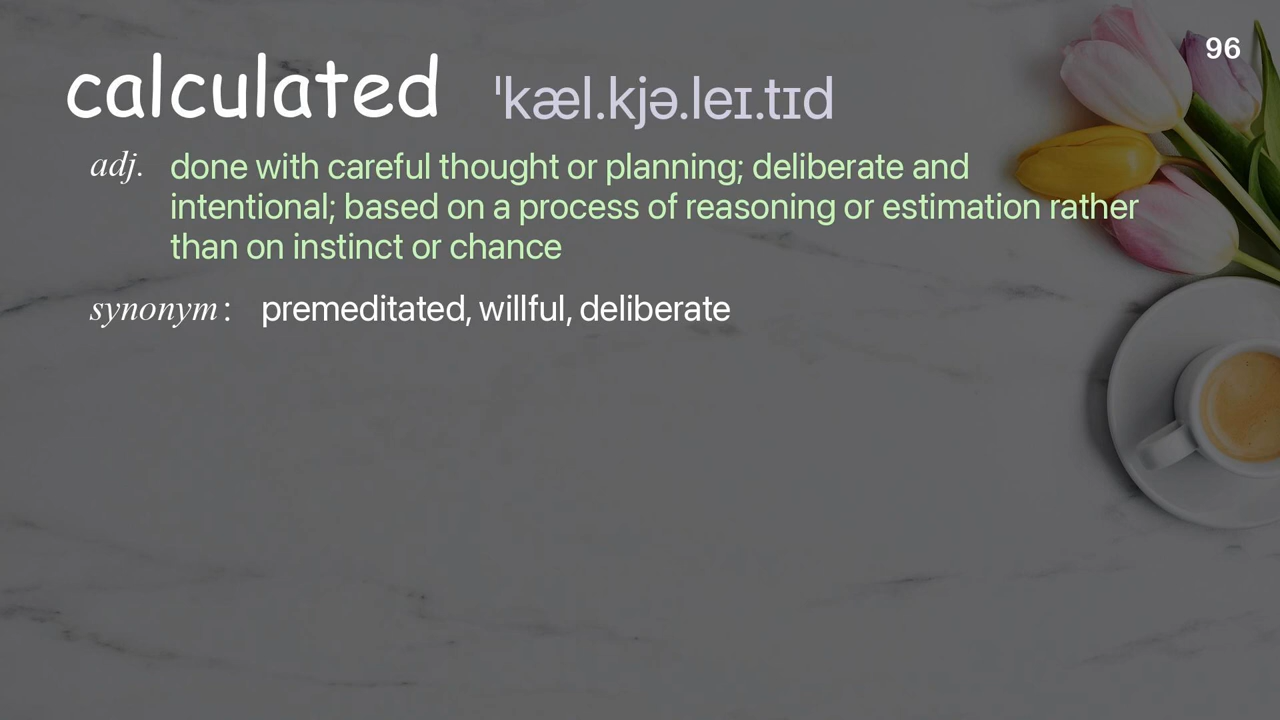 96
calculated ˈkæl.kjə.leɪ.tɪd
adj. done with careful thought or planning; deliberate and
intentional; based on a process of reasoning or estimation rather
than on instinct or chance
synonym: premeditated, willful, deliberate